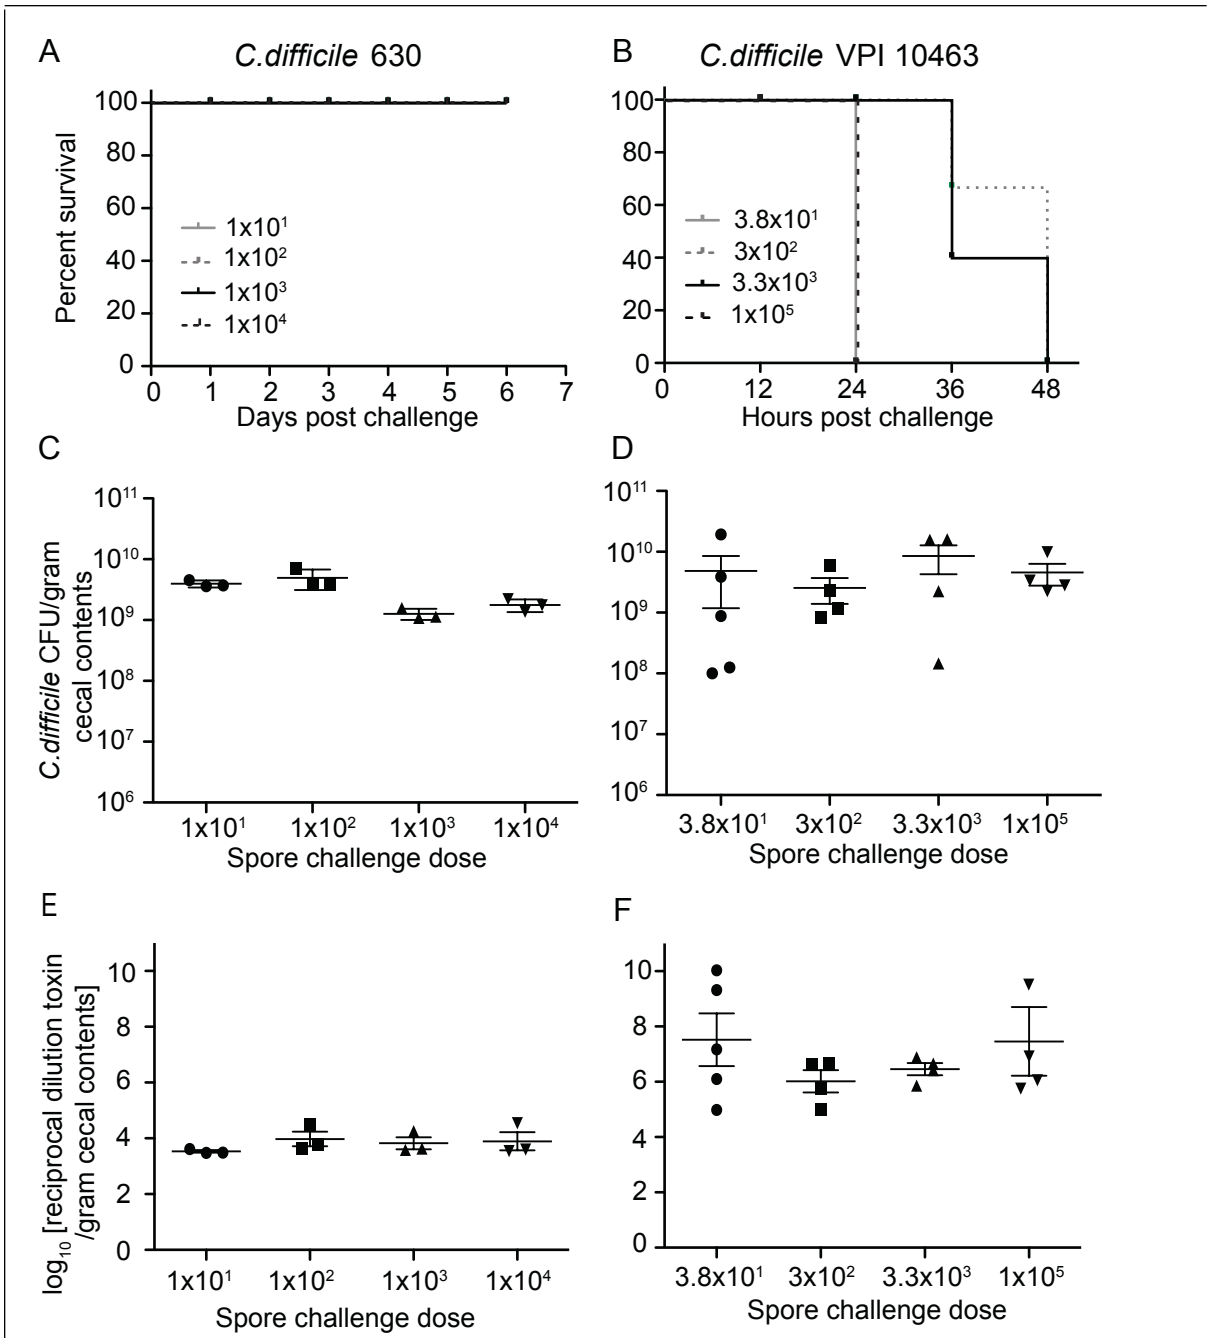 A
C.difficile 630
Percent survival
100
80
60
40
20
0
1x10¹
1x10²
1x10³
1x10⁴
0 1 2 3 4 5 6 7
Days post challenge
B
C.difficile VPI 10463
100
80
60
40
20
0
3.8x10¹
3x10²
3.3x10³
1x10⁵
0 12 24 36 48
Hours post challenge
C
C.difficile CFU/gram
cecal contents
10¹¹
10¹⁰
10⁹
10⁸
10⁷
10⁶
1x10¹ 1x10² 1x10³ 1x10⁴
Spore challenge dose
D
10¹¹
10¹⁰
10⁹
10⁸
10⁷
10⁶
3.8x10¹ 3x10² 3.3x10³ 1x10⁵
Spore challenge dose
E
log₁₀ [reciprocal dilution toxin
/gram cecal contents]
10
8
6
4
2
0
1x10¹ 1x10² 1x10³ 1x10⁴
Spore challenge dose
F
10
8
6
4
2
0
3.8x10¹ 3x10² 3.3x10³ 1x10⁵
Spore challenge dose